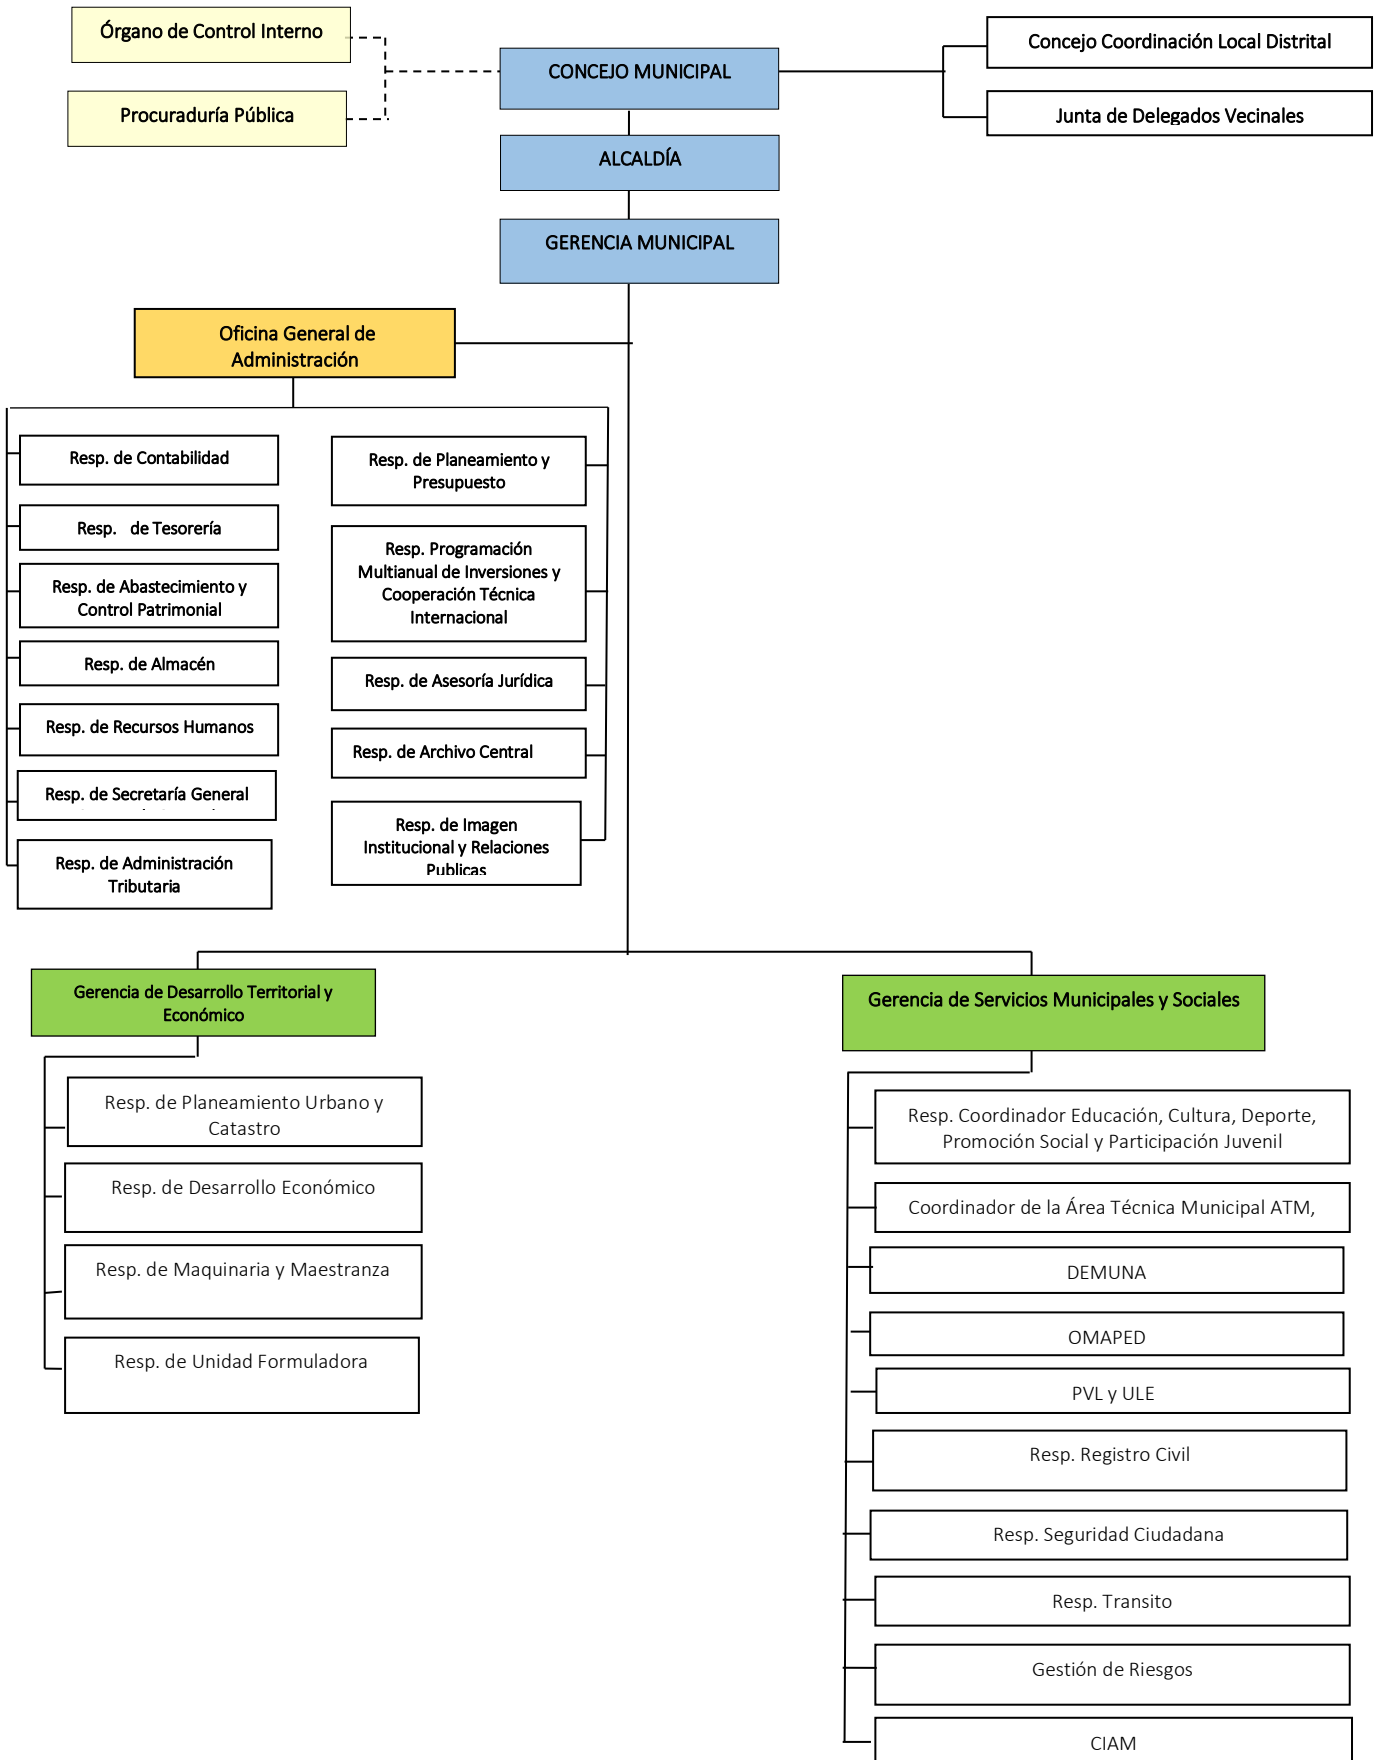 Órgano de Control Interno
Procuraduría Pública
CONCEJO MUNICIPAL
Concejo Coordinación Local Distrital
Junta de Delegados Vecinales
ALCALDÍA
GERENCIA MUNICIPAL
Oficina General de
Administración
Resp. de Contabilidad
Resp. de Tesorería
Resp. de Abastecimiento y
Control Patrimonial
Resp. de Almacén
Resp. de Recursos Humanos
Resp. de Secretaría General
Resp. de Administración
Tributaria
Resp. de Planeamiento y
Presupuesto
Resp. Programación
Multianual de Inversiones y
Cooperación Técnica
Internacional
Resp. de Asesoría Jurídica
Resp. de Archivo Central
Resp. de Imagen
Institucional y Relaciones
Publicas
Gerencia de Desarrollo Territorial y
Económico
Resp. de Planeamiento Urbano y
Catastro
Resp. de Desarrollo Económico
Resp. de Maquinaria y Maestranza
Resp. de Unidad Formuladora
Gerencia de Servicios Municipales y Sociales
Resp. Coordinador Educación, Cultura, Deporte,
Promoción Social y Participación Juvenil
Coordinador de la Área Técnica Municipal ATM,
DEMUNA
OMAPED
PVL y ULE
Resp. Registro Civil
Resp. Seguridad Ciudadana
Resp. Transito
Gestión de Riesgos
CIAM